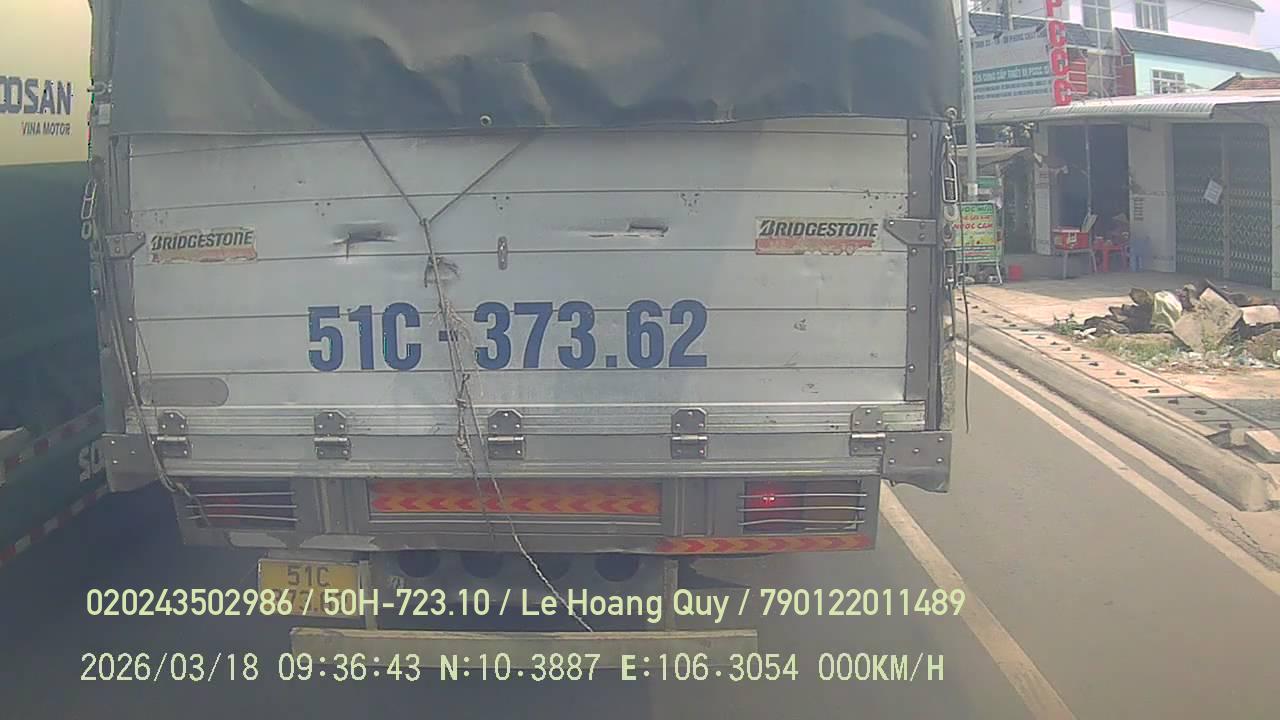 DOOSAN
VINA MOTOR
BRIDGESTONE
BRIDGESTONE
51C-373.62
PCCC
51C
020243502986 / 50H-723.10 / Le Hoang Quy / 790122011489
2026/03/18 09:36:43 N:10.3887 E:106.3054 000KM/H